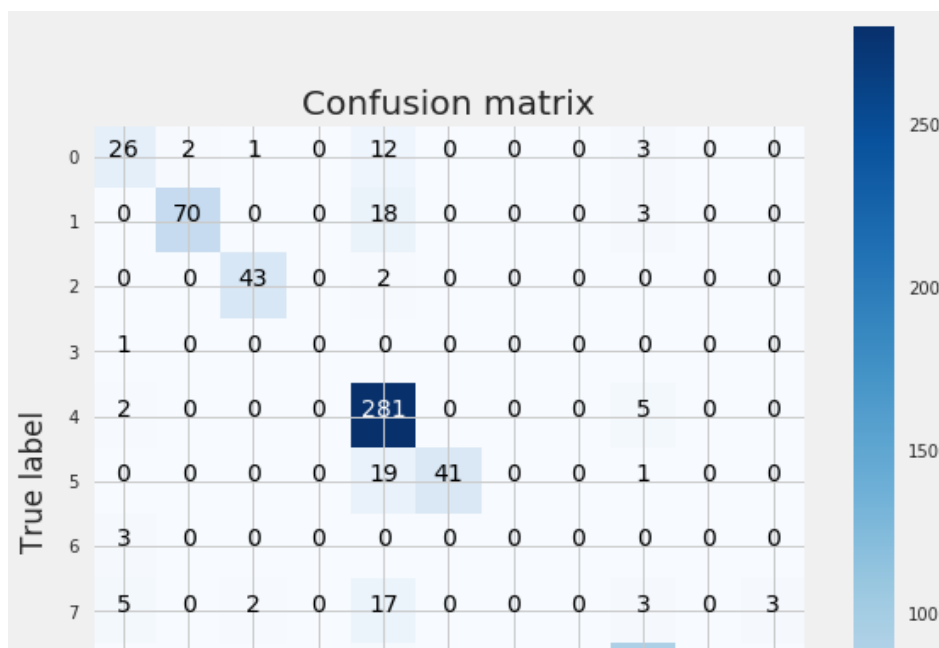 Confusion matrix
0 26 2 1 0 12 0 0 0 3 0 0
1 0 70 0 0 18 0 0 0 3 0 0
2 0 0 43 0 2 0 0 0 0 0 0
3 1 0 0 0 0 0 0 0 0 0 0
4 2 0 0 0 281 0 0 0 5 0 0
5 0 0 0 0 19 41 0 0 1 0 0
6 3 0 0 0 0 0 0 0 0 0 0
7 5 0 2 0 17 0 0 0 3 0 3
True label
250
200
150
100